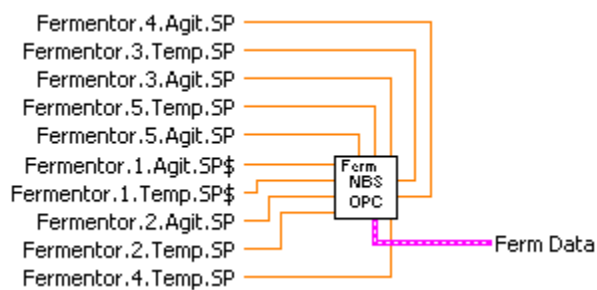 Fermentor.4.Agit.SP
Fermentor.3.Temp.SP
Fermentor.3.Agit.SP
Fermentor.5.Temp.SP
Fermentor.5.Agit.SP
Fermentor.1.Agit.SP$
Fermentor.1.Temp.SP$
Fermentor.2.Agit.SP
Fermentor.2.Temp.SP
Fermentor.4.Temp.SP
Ferm
NBS
OPC
Ferm Data